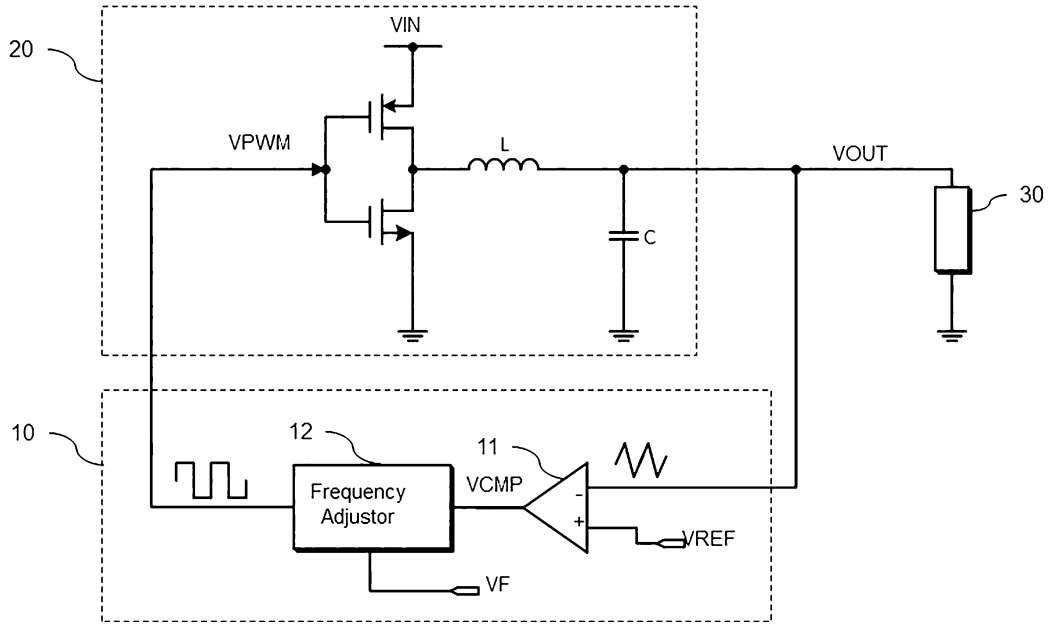 VIN
20
VPWM
L
VOUT
30
C
10
12
11
VCMP
Frequency
Adjustor
-
+
VREF
VF